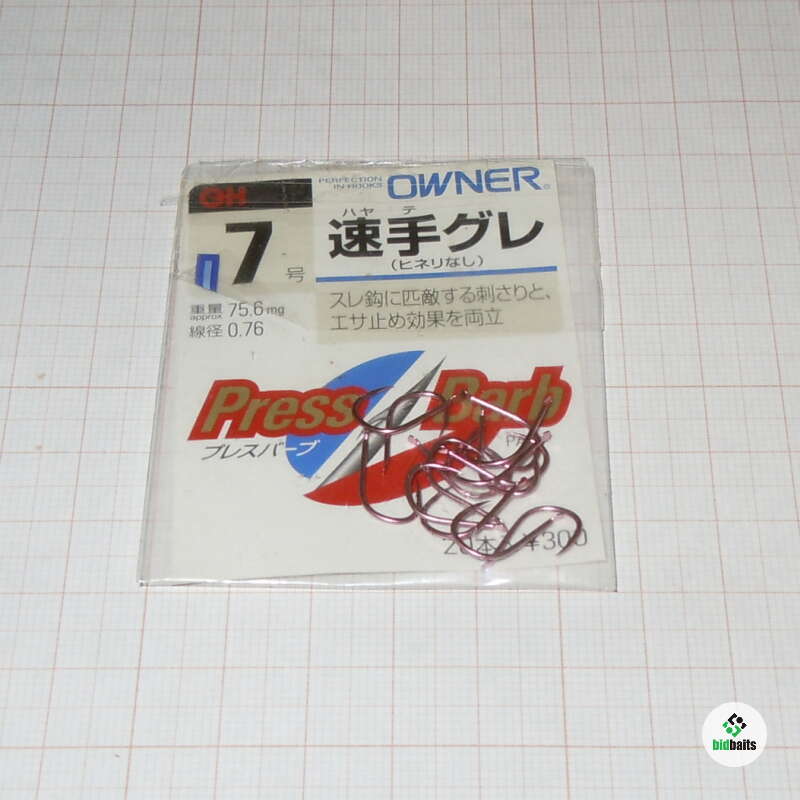 GH
PERFECTION
IN HOOKS
OWNER
7号
ハヤテ
速手グレ
(ヒネリなし)
重量 75.6mg
approx
線径 0.76
スレ鈎に匹敵する刺さりと、
エサ止め効果を両立
Press Barb
プレスバーブ
¥300
bidbaits